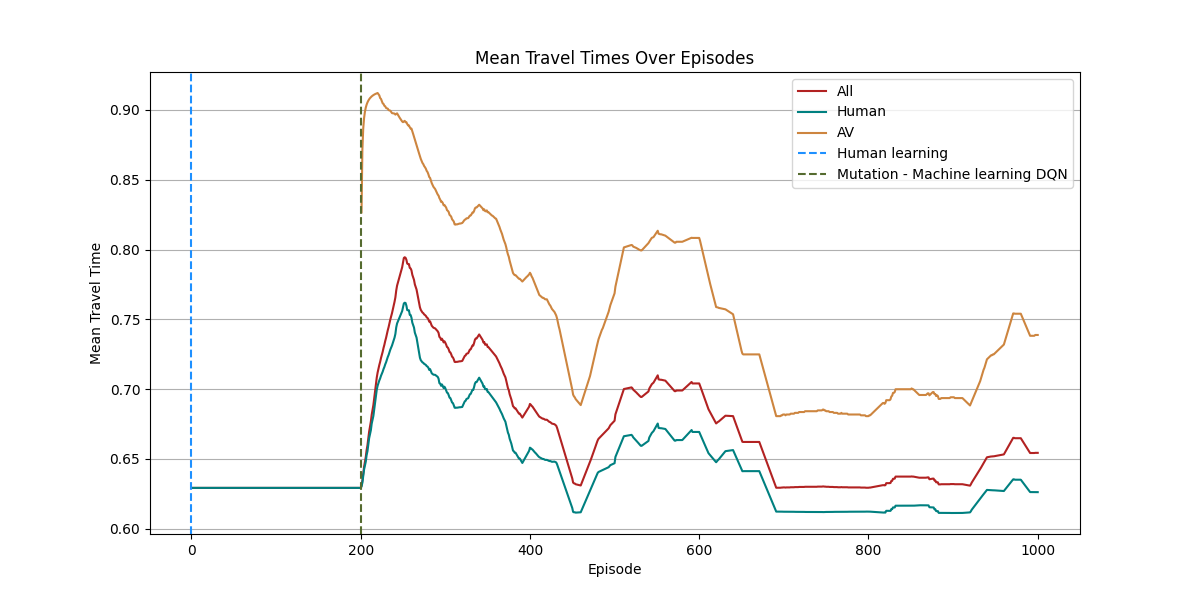 Mean Travel Times Over Episodes
All
Human
AV
Human learning
Mutation - Machine learning DQN
Mean Travel Time
0.90
0.85
0.80
0.75
0.70
0.65
0.60
0 200 400 600 800 1000
Episode